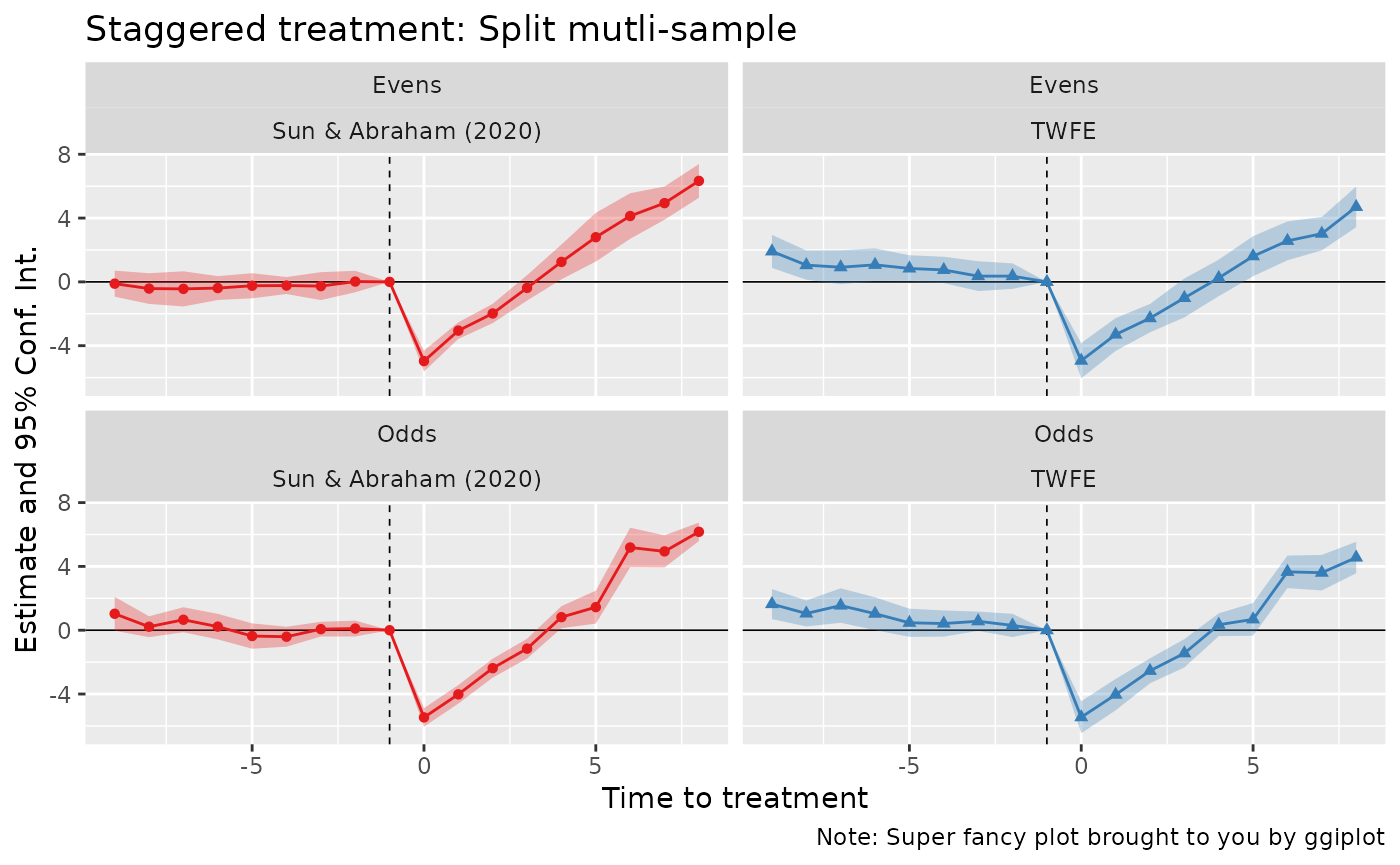 Staggered treatment: Split mutli-sample
Evens
Evens
Sun & Abraham (2020)
TWFE
8
4
0
-4
Estimate and 95% Conf. Int.
Odds
Odds
Sun & Abraham (2020)
TWFE
8
4
0
-4
-5
0
5
-5
0
5
Time to treatment
Note: Super fancy plot brought to you by ggiplot